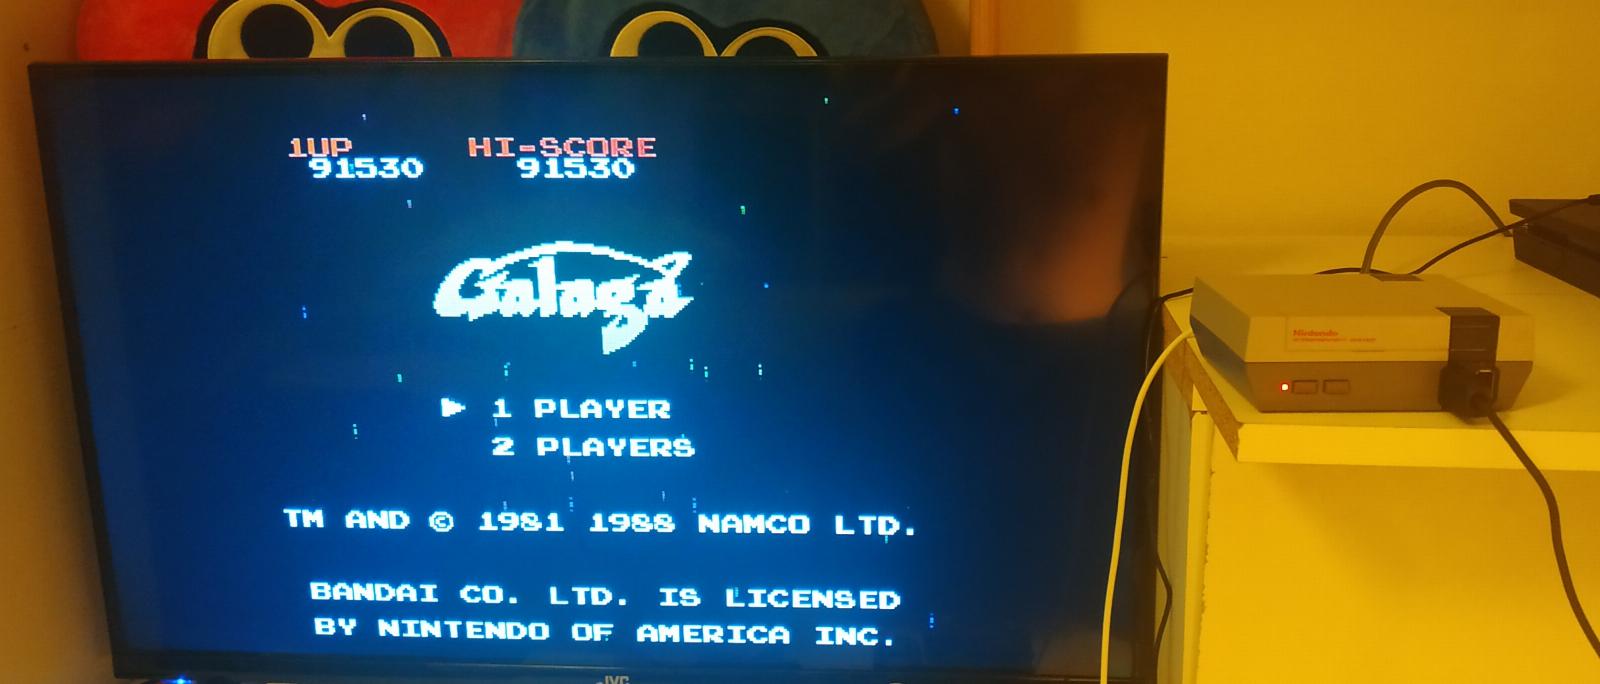 1UP HI-SCORE
91530 91530
Galaga
1 PLAYER
2 PLAYERS
TM AND © 1981 1988 NAMCO LTD.
BANDAI CO. LTD. IS LICENSED
BY NINTENDO OF AMERICA INC.
JVC
Nintendo